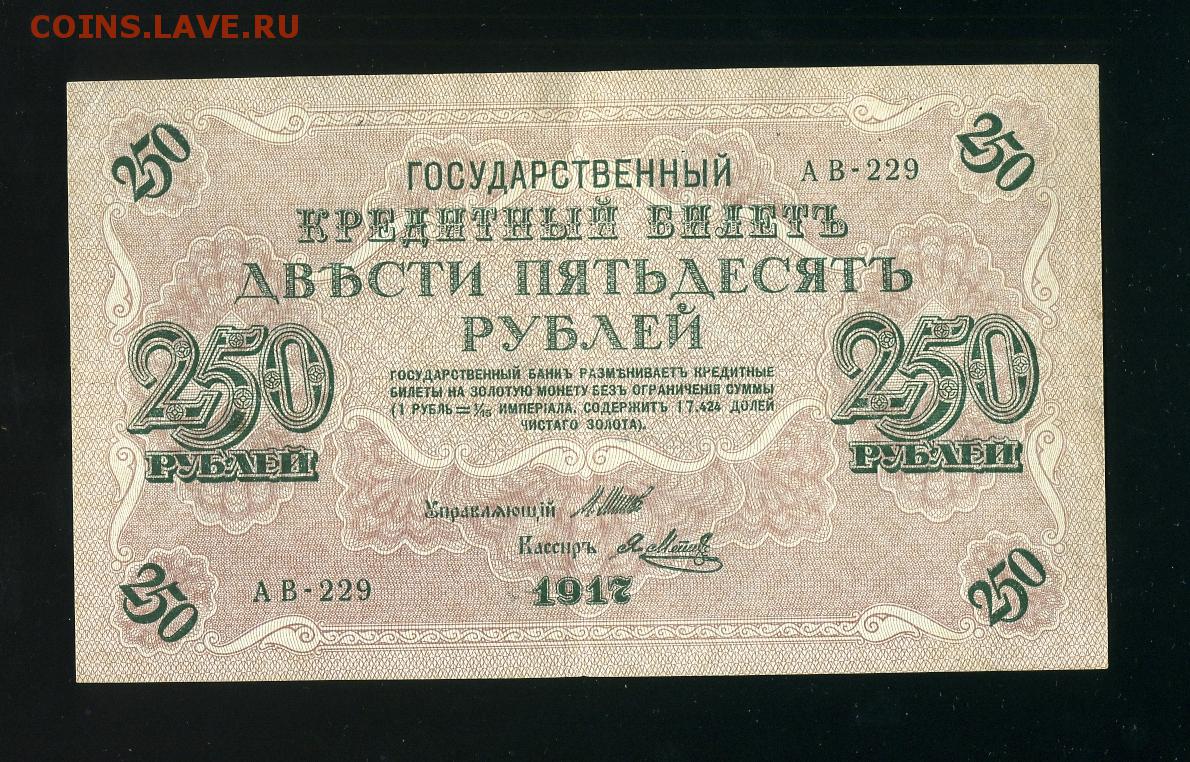 COINS.LAVE.RU
250
250
ГОСУДАРСТВЕННЫЙ
АВ-229
КРЕДИТНЫЙ БИЛЕТЪ
ДВѢСТИ ПЯТЬДЕСЯТЪ
РУБЛЕЙ
250
РУБЛЕЙ
250
РУБЛЕЙ
ГОСУДАРСТВЕННЫЙ БАНКЪ РАЗМѢНИВАЕТЪ КРЕДИТНЫЕ
БИЛЕТЫ НА ЗОЛОТУЮ МОНЕТУ БЕЗЪ ОГРАНИЧЕНІЯ СУММЫ
(1 РУБЛЬ = 1/15 ИМПЕРІАЛА, СОДЕРЖИТЪ 17.424 ДОЛЕЙ
ЧИСТАГО ЗОЛОТА).
Управляющій
Кассиръ
1917
АВ-229
250
250